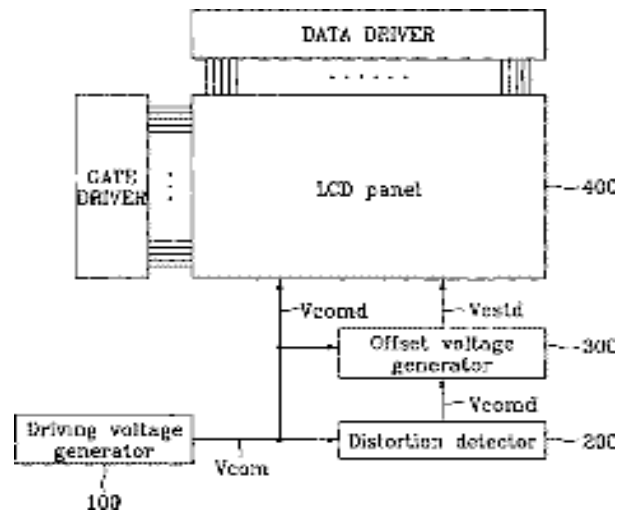 DATA DRIVER
GATE
DRIVER
LCD panel
400
Vcomd
Vcstd
Offset voltage
generator
300
Vcomd
Driving voltage
generator
Distortion detector
200
Vcom
100